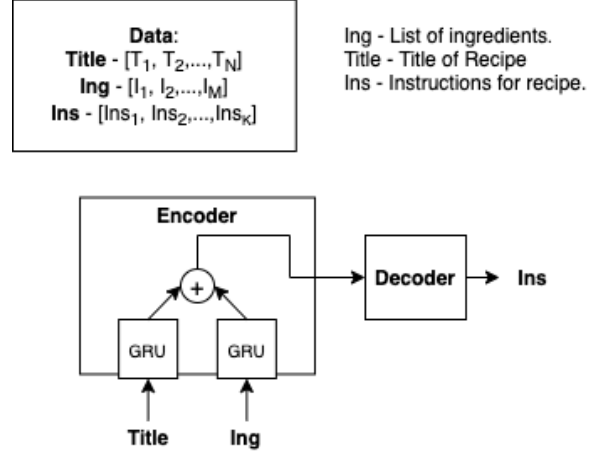 Data:
Title - [T1, T2,...,TN]
Ing - [I1, I2,...,IM]
Ins - [Ins1, Ins2,...,InsK]
Ing - List of ingredients.
Title - Title of Recipe
Ins - Instructions for recipe.
Encoder
+
GRU
GRU
Decoder
Ins
Title
Ing